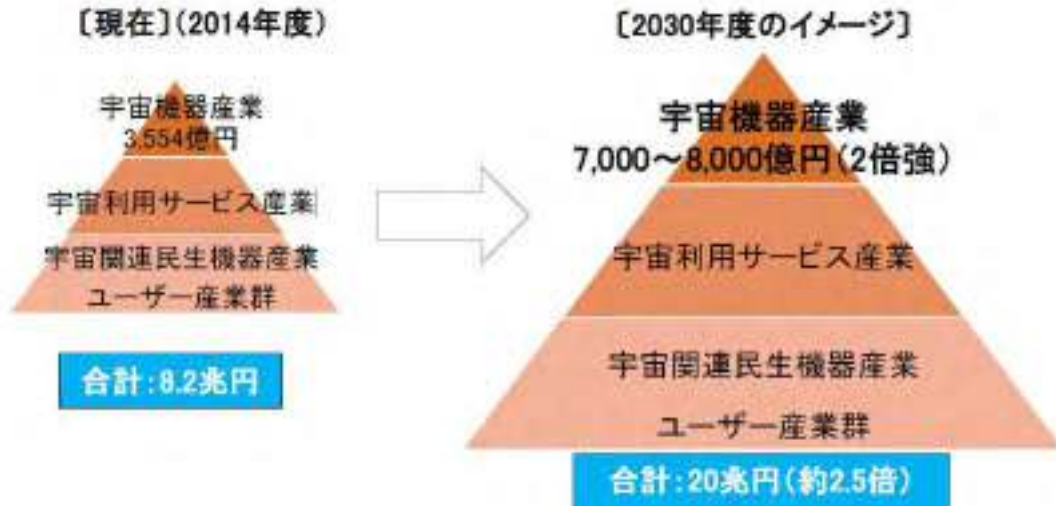 〔現在〕(2014年度)
宇宙機器産業
3,554億円
宇宙利用サービス産業
宇宙関連民生機器産業
ユーザー産業群
合計:8.2兆円
〔2030年度のイメージ〕
宇宙機器産業
7,000～8,000億円(2倍強)
宇宙利用サービス産業
宇宙関連民生機器産業
ユーザー産業群
合計:20兆円(約2.5倍)